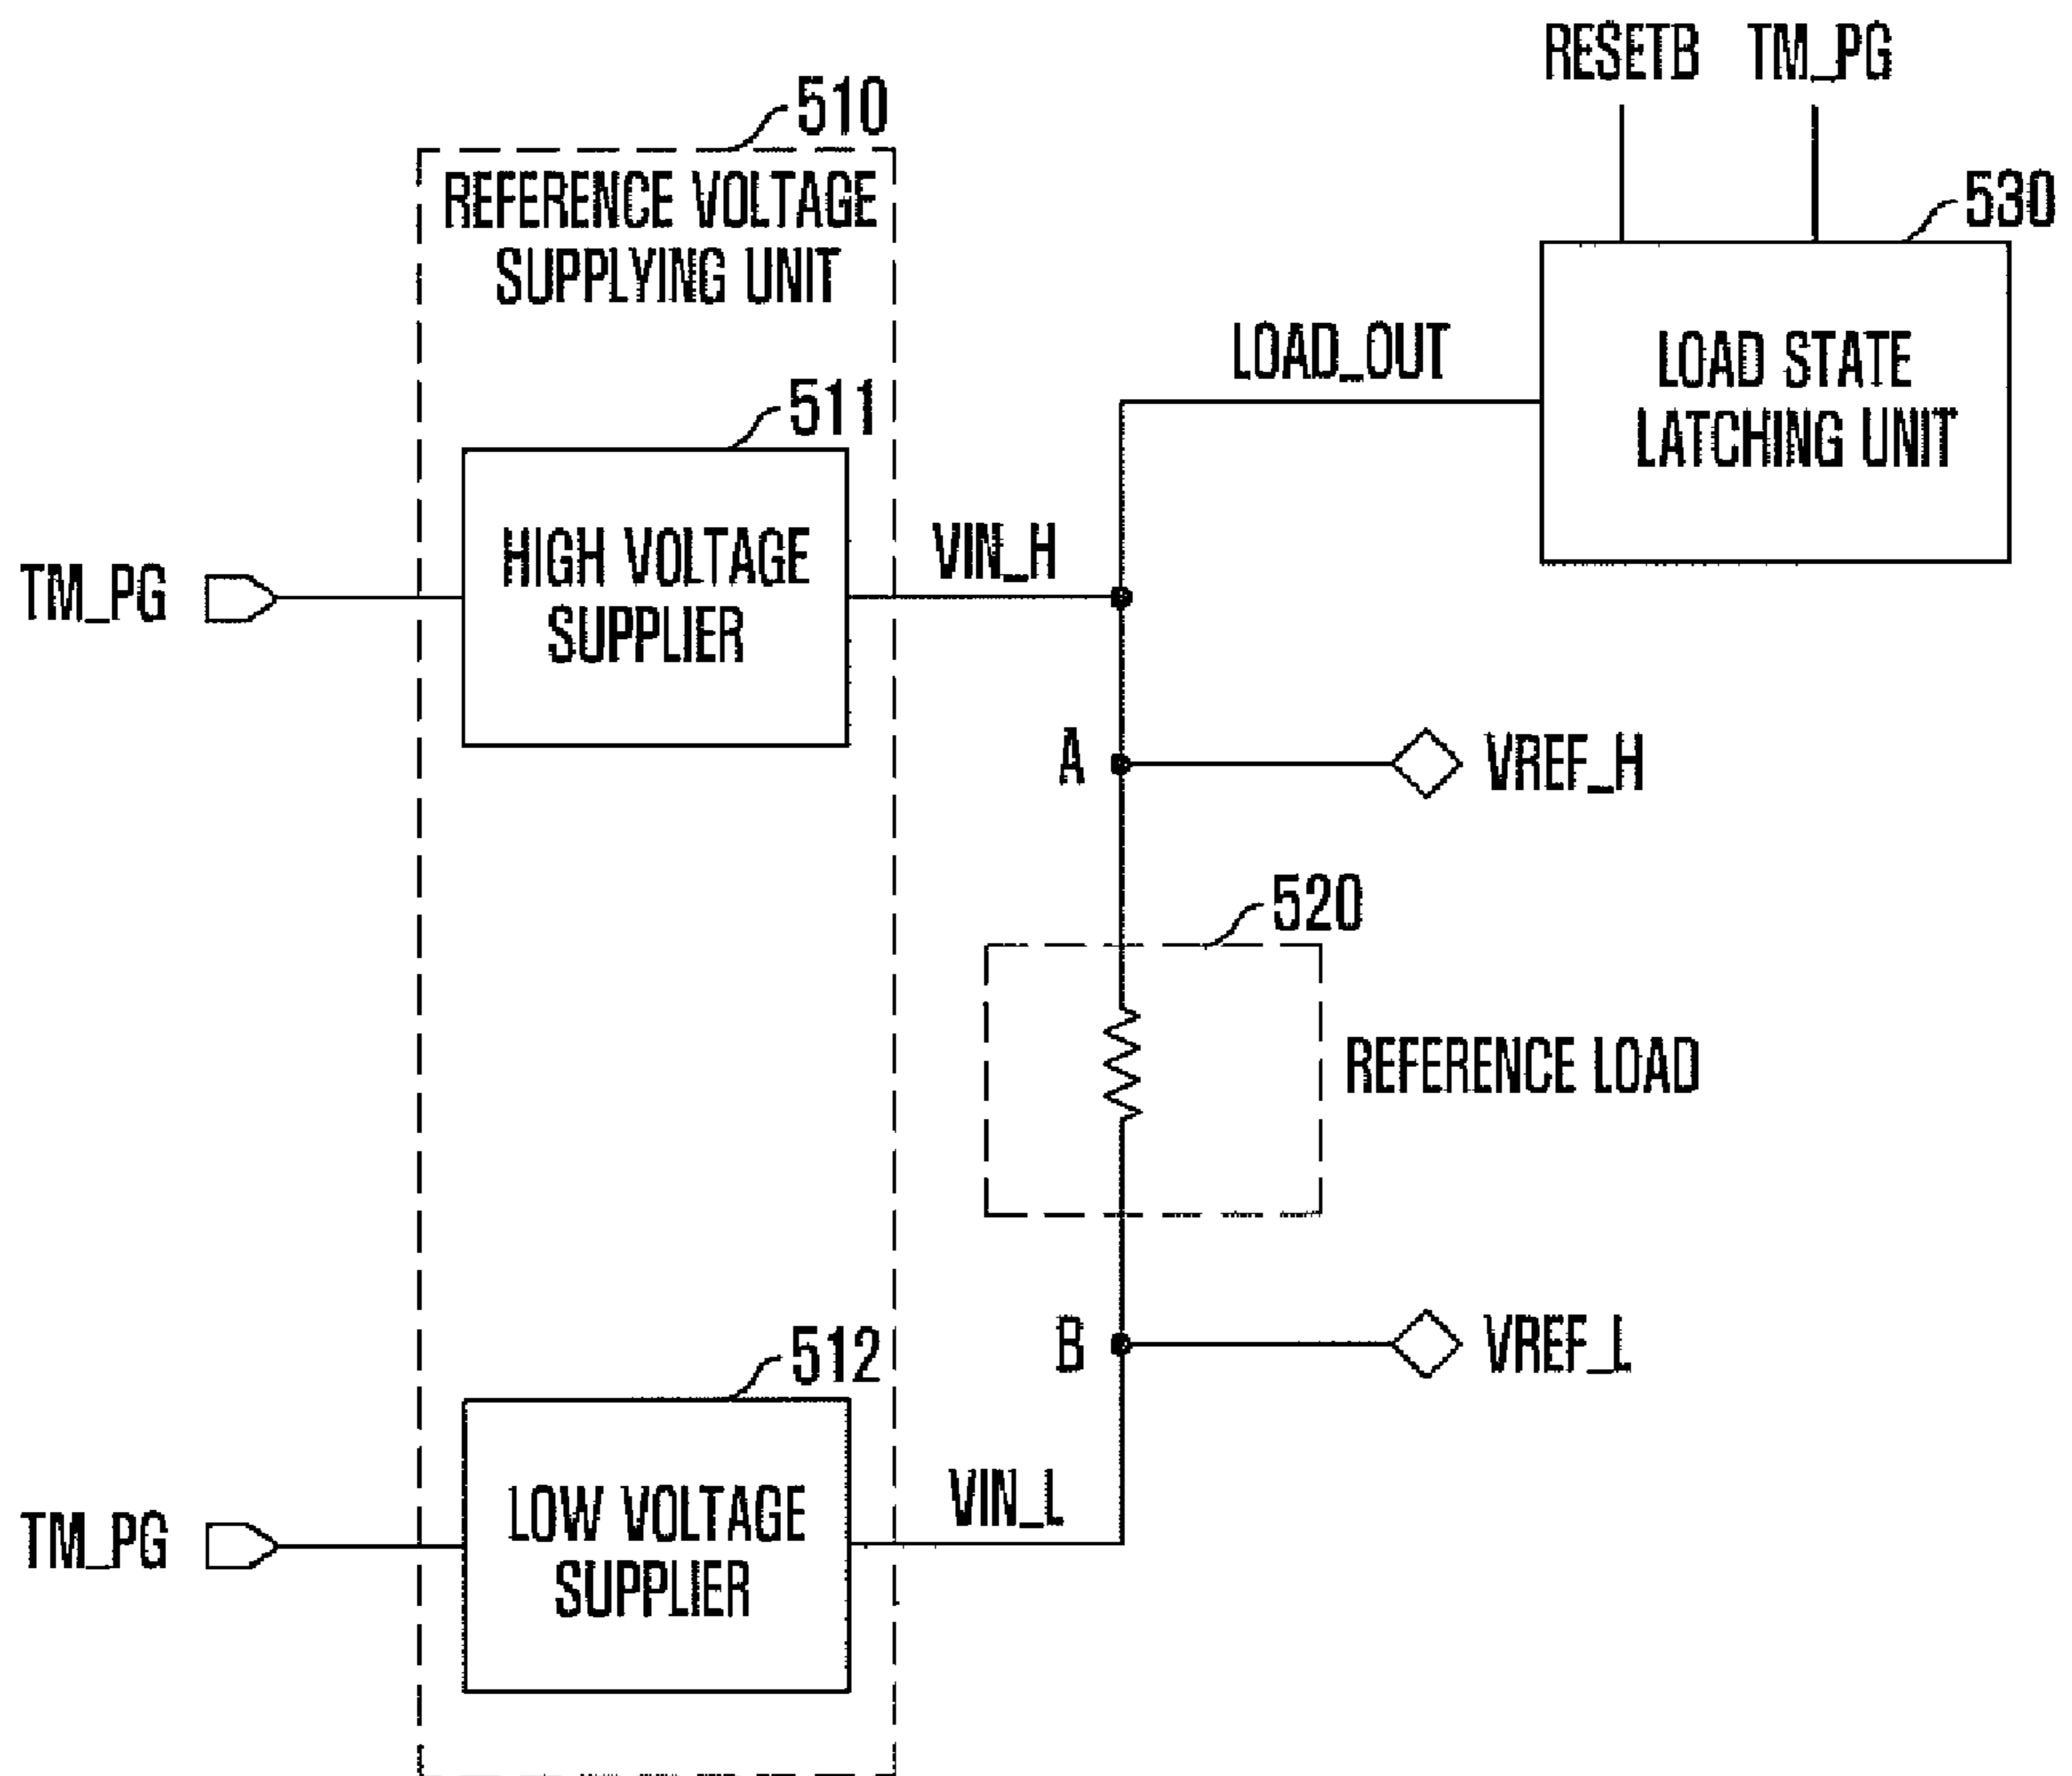 RESETB TM_PG
510
REFERENCE VOLTAGE
SUPPLYING UNIT
530
LOAD_OUT
LOAD STATE
LATCHING UNIT
511
HIGH VOLTAGE
SUPPLIER
TM_PG
VIN_H
A
VREF_H
520
REFERENCE LOAD
B
VREF_L
512
LOW VOLTAGE
SUPPLIER
TM_PG
VIN_L